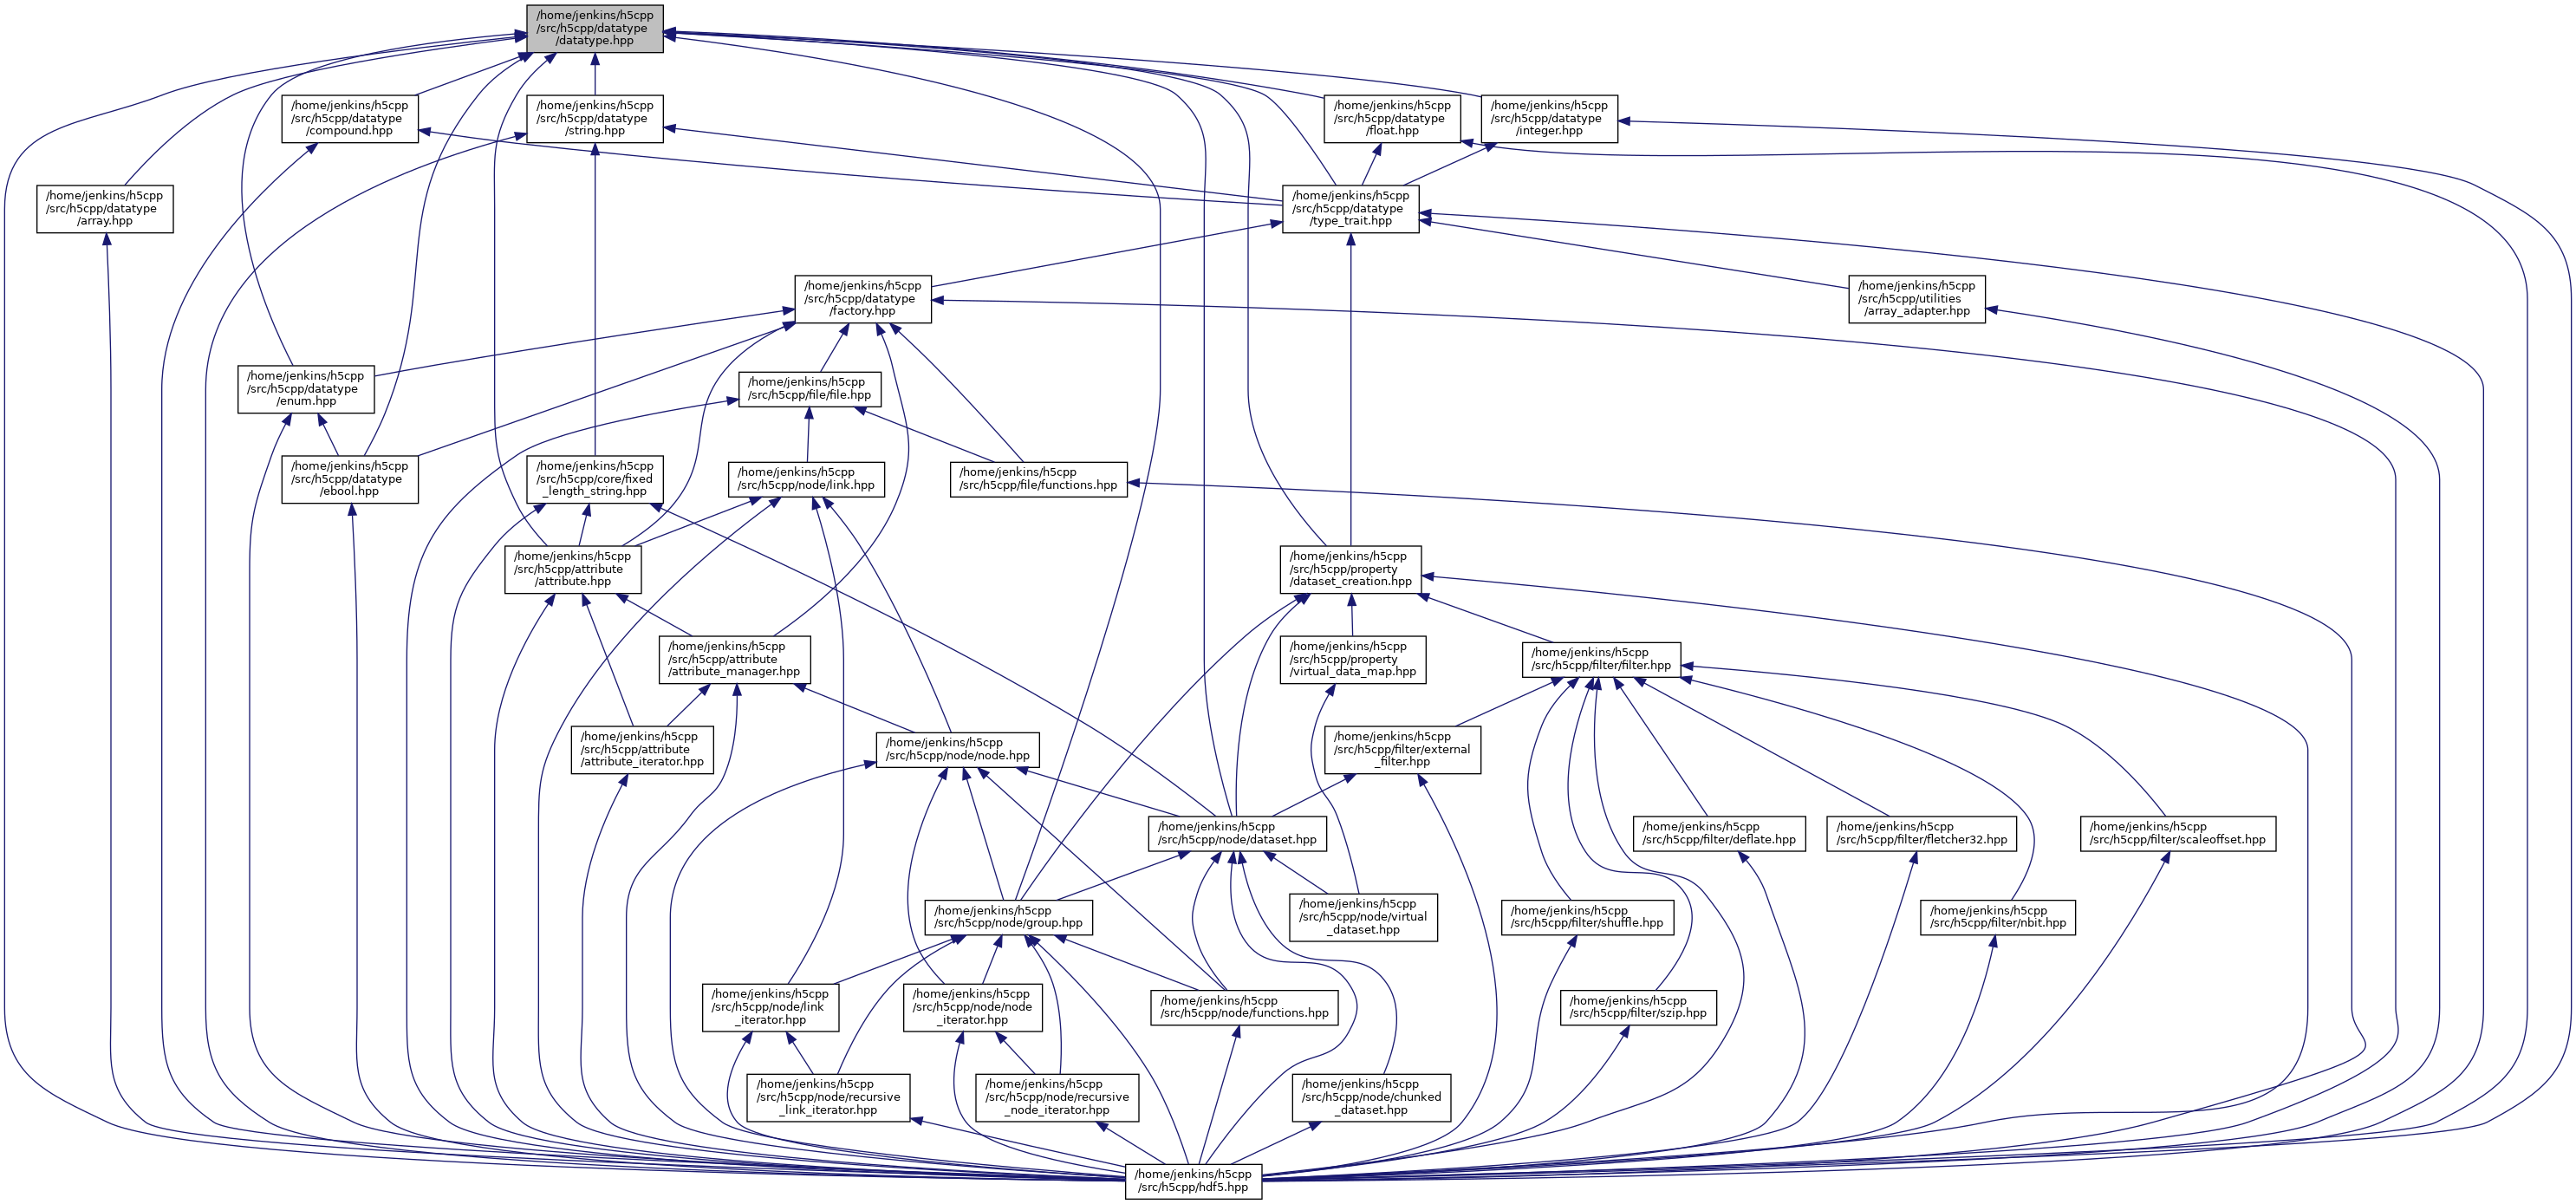 /home/jenkins/h5cpp
/src/h5cpp/datatype
/datatype.hpp
/home/jenkins/h5cpp
/src/h5cpp/datatype
/compound.hpp
/home/jenkins/h5cpp
/src/h5cpp/datatype
/string.hpp
/home/jenkins/h5cpp
/src/h5cpp/datatype
/float.hpp
/home/jenkins/h5cpp
/src/h5cpp/datatype
/integer.hpp
/home/jenkins/h5cpp
/src/h5cpp/datatype
/array.hpp
/home/jenkins/h5cpp
/src/h5cpp/datatype
/type_trait.hpp
/home/jenkins/h5cpp
/src/h5cpp/datatype
/factory.hpp
/home/jenkins/h5cpp
/src/h5cpp/utilities
/array_adapter.hpp
/home/jenkins/h5cpp
/src/h5cpp/datatype
/enum.hpp
/home/jenkins/h5cpp
/src/h5cpp/file/file.hpp
/home/jenkins/h5cpp
/src/h5cpp/datatype
/ebool.hpp
/home/jenkins/h5cpp
/src/h5cpp/core/fixed
_length_string.hpp
/home/jenkins/h5cpp
/src/h5cpp/node/link.hpp
/home/jenkins/h5cpp
/src/h5cpp/file/functions.hpp
/home/jenkins/h5cpp
/src/h5cpp/attribute
/attribute.hpp
/home/jenkins/h5cpp
/src/h5cpp/property
/dataset_creation.hpp
/home/jenkins/h5cpp
/src/h5cpp/attribute
/attribute_manager.hpp
/home/jenkins/h5cpp
/src/h5cpp/property
/virtual_data_map.hpp
/home/jenkins/h5cpp
/src/h5cpp/filter/filter.hpp
/home/jenkins/h5cpp
/src/h5cpp/attribute
/attribute_iterator.hpp
/home/jenkins/h5cpp
/src/h5cpp/node/node.hpp
/home/jenkins/h5cpp
/src/h5cpp/filter/external
_filter.hpp
/home/jenkins/h5cpp
/src/h5cpp/node/dataset.hpp
/home/jenkins/h5cpp
/src/h5cpp/filter/deflate.hpp
/home/jenkins/h5cpp
/src/h5cpp/filter/fletcher32.hpp
/home/jenkins/h5cpp
/src/h5cpp/filter/scaleoffset.hpp
/home/jenkins/h5cpp
/src/h5cpp/node/group.hpp
/home/jenkins/h5cpp
/src/h5cpp/node/virtual
_dataset.hpp
/home/jenkins/h5cpp
/src/h5cpp/filter/shuffle.hpp
/home/jenkins/h5cpp
/src/h5cpp/filter/nbit.hpp
/home/jenkins/h5cpp
/src/h5cpp/node/link
_iterator.hpp
/home/jenkins/h5cpp
/src/h5cpp/node/node
_iterator.hpp
/home/jenkins/h5cpp
/src/h5cpp/node/functions.hpp
/home/jenkins/h5cpp
/src/h5cpp/filter/szip.hpp
/home/jenkins/h5cpp
/src/h5cpp/node/recursive
_link_iterator.hpp
/home/jenkins/h5cpp
/src/h5cpp/node/recursive
_node_iterator.hpp
/home/jenkins/h5cpp
/src/h5cpp/node/chunked
_dataset.hpp
/home/jenkins/h5cpp
/src/h5cpp/hdf5.hpp